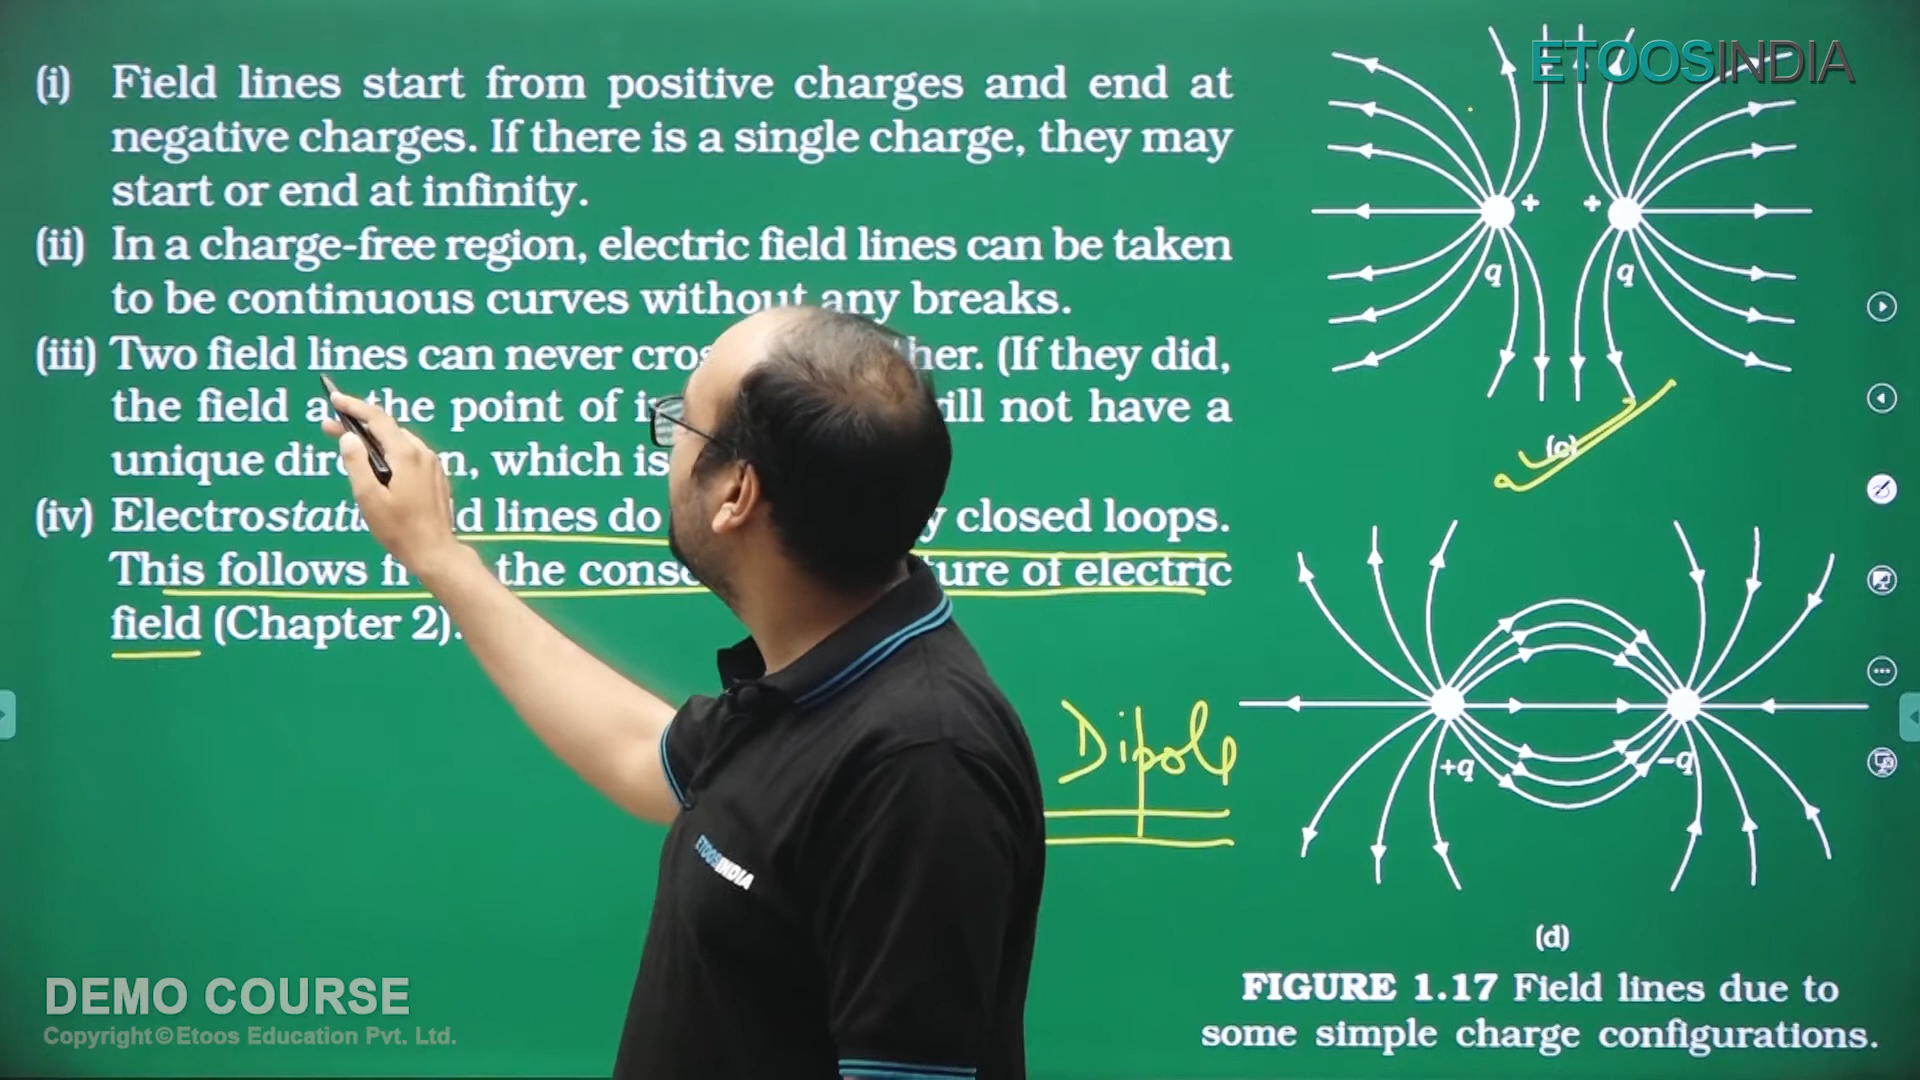 ETOOSINDIA
(i) Field lines start from positive charges and end at
negative charges. If there is a single charge, they may
start or end at infinity.
(ii) In a charge-free region, electric field lines can be taken
to be continuous curves without any breaks.
(iii) Two field lines can never cros her. (If they did,
the field a the point of i ill not have a
unique dir n, which is
(iv) Electrostati ld lines do y closed loops.
This follows fr the conse ture of electric
field (Chapter 2).
+ +
q q
(c)
Dipole
+q -q
(d)
FIGURE 1.17 Field lines due to
some simple charge configurations.
ETOOSINDIA
DEMO COURSE
Copyright © Etoos Education Pvt. Ltd.